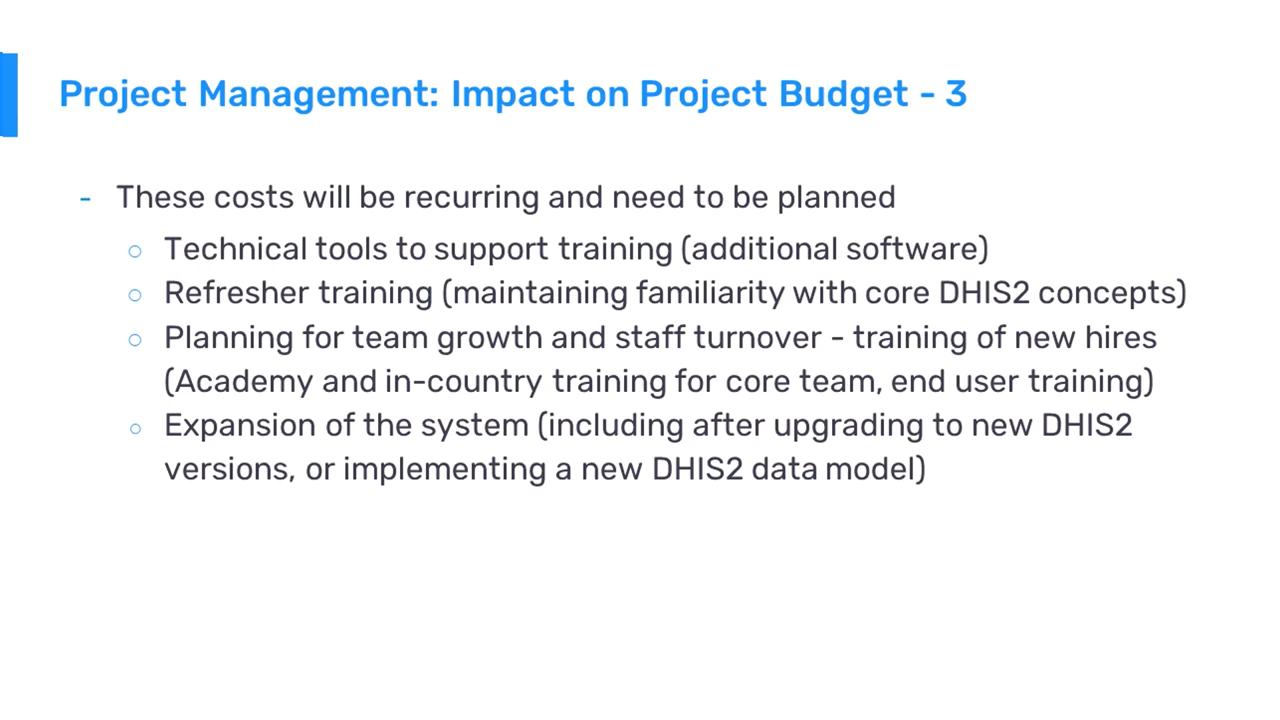 Project Management: Impact on Project Budget - 3
- These costs will be recurring and need to be planned
○ Technical tools to support training (additional software)
○ Refresher training (maintaining familiarity with core DHIS2 concepts)
○ Planning for team growth and staff turnover - training of new hires
(Academy and in-country training for core team, end user training)
○ Expansion of the system (including after upgrading to new DHIS2
versions, or implementing a new DHIS2 data model)